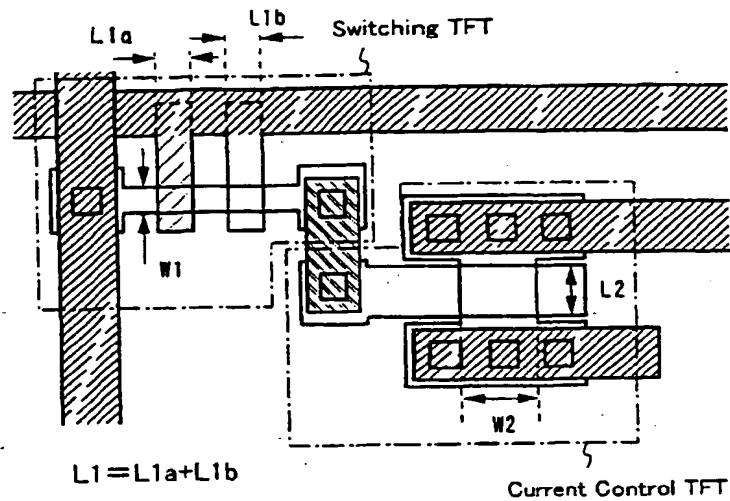 L1b
L1a
Switching TFT
W1
L2
W2
L1=L1a+L1b
Current Control TFT